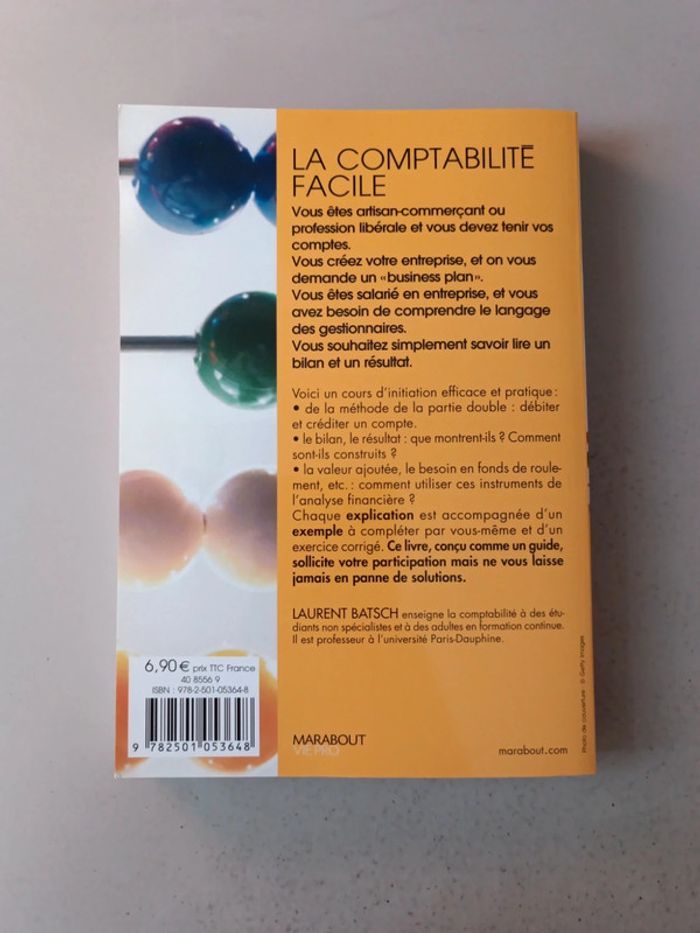 LA COMPTABILITÉ
FACILE
Vous êtes artisan-commerçant ou
profession libérale et vous devez tenir vos
comptes.
Vous créez votre entreprise, et on vous
demande un «business plan».
Vous êtes salarié en entreprise, et vous
avez besoin de comprendre le langage
des gestionnaires.
Vous souhaitez simplement savoir lire un
bilan et un résultat.
Voici un cours d'initiation efficace et pratique :
• de la méthode de la partie double : débiter
et créditer un compte.
• le bilan, le résultat : que montrent-ils ? Comment
sont-ils construits ?
• la valeur ajoutée, le besoin en fonds de roule-
ment, etc. : comment utiliser ces instruments de
l'analyse financière ?
Chaque explication est accompagnée d'un
exemple à compléter par vous-même et d'un
exercice corrigé. Ce livre, conçu comme un guide,
sollicite votre participation mais ne vous laisse
jamais en panne de solutions.
LAURENT BATSCH enseigne la comptabilité à des étu-
diants non spécialistes et à des adultes en formation continue.
Il est professeur à l'université Paris-Dauphine.
6,90 € prix TTC France
40 8556 9
ISBN : 978-2-501-05364-8
9 782501 053648
MARABOUT
VIE PRO
marabout.com
Photo de couverture : © Getty Images